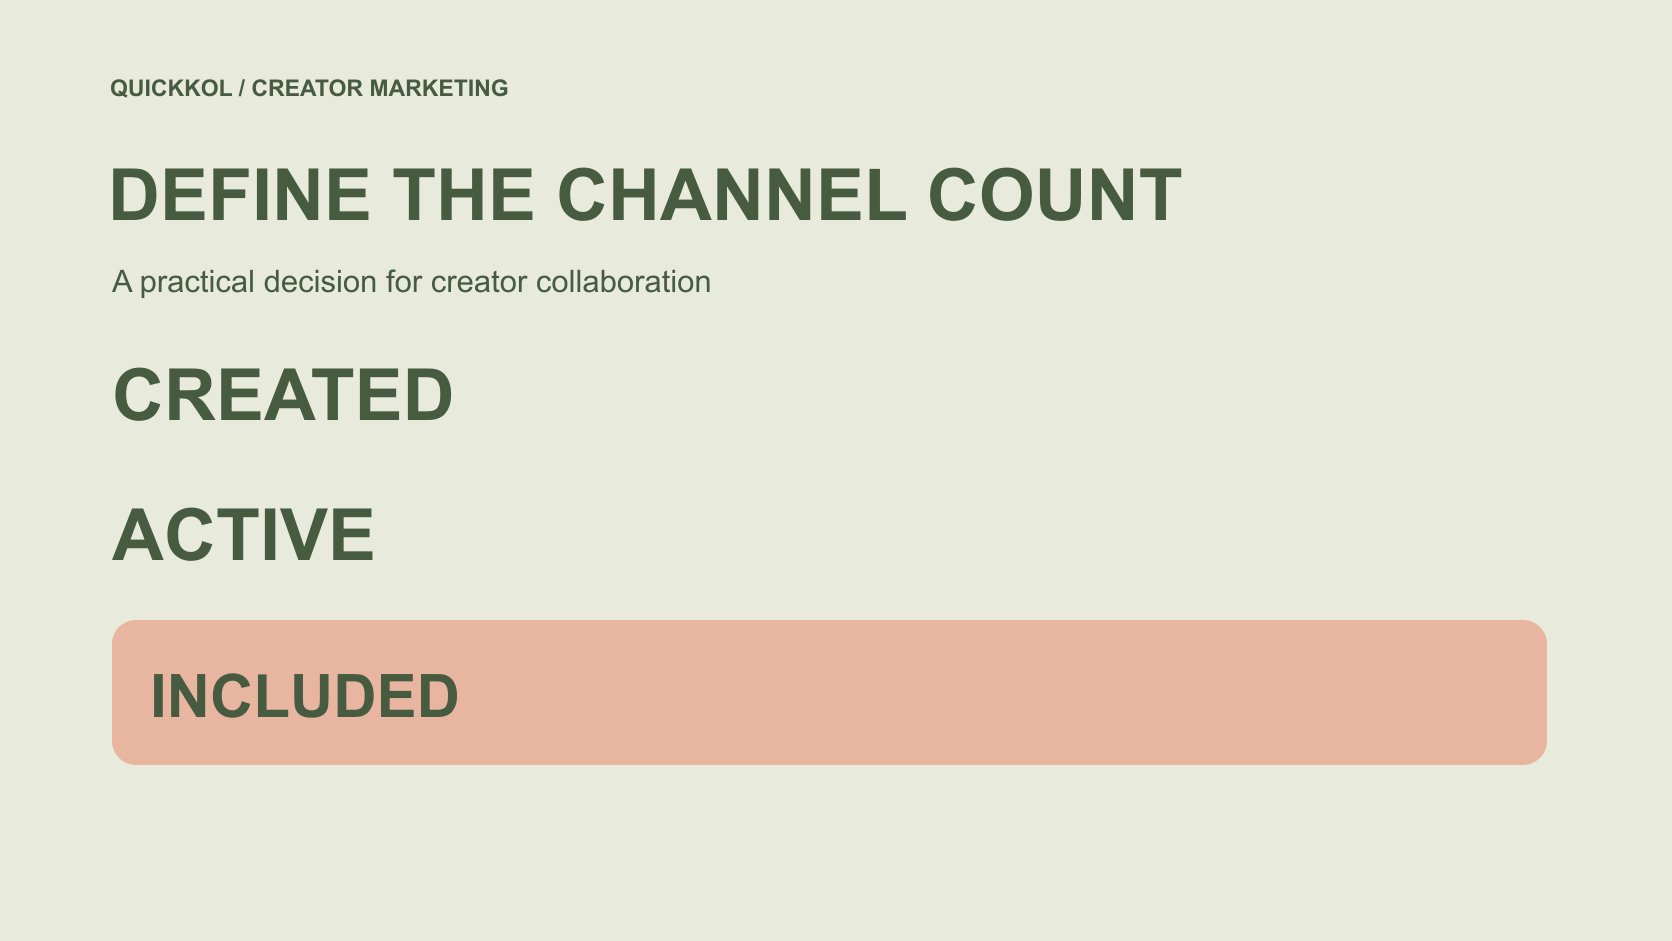 QUICKKOL / CREATOR MARKETING
DEFINE THE CHANNEL COUNT
A practical decision for creator collaboration
CREATED
ACTIVE
INCLUDED